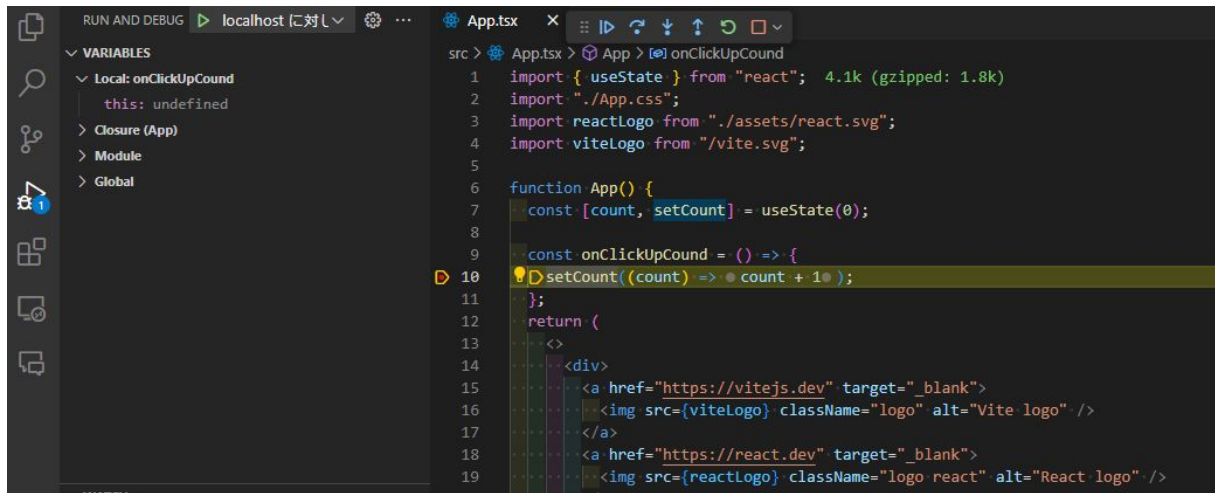 RUN AND DEBUG localhost に対し
VARIABLES
Local: onClickUpCound
this: undefined
Closure (App)
Module
Global
1
App.tsx
src > App.tsx > App > onClickUpCound
1 import { useState } from "react"; 4.1k (gzipped: 1.8k)
2 import "./App.css";
3 import reactLogo from "./assets/react.svg";
4 import viteLogo from "/vite.svg";
5
6 function App() {
7 const [count, setCount] = useState(0);
8
9 const onClickUpCound = () => {
10 setCount((count) => count + 1 );
11 };
12 return (
13 <>
14 <div>
15 <a href="https://vitejs.dev" target="_blank">
16 <img src={viteLogo} className="logo" alt="Vite logo" />
17 </a>
18 <a href="https://react.dev" target="_blank">
19 <img src={reactLogo} className="logo react" alt="React logo" />